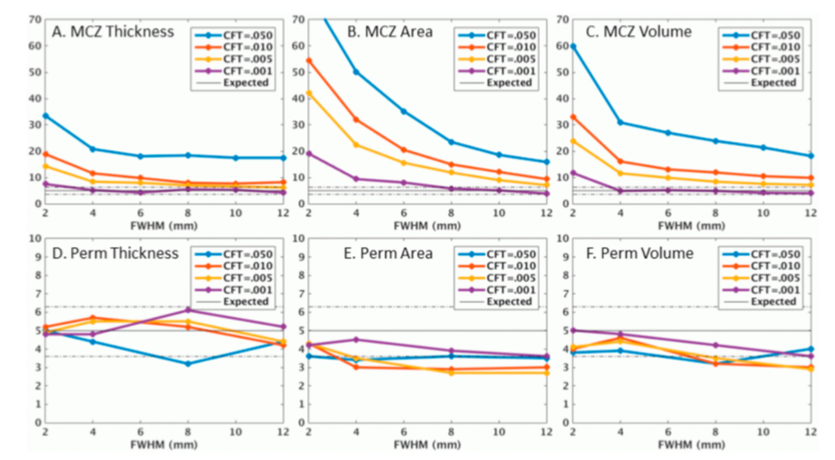 A. MCZ Thickness
CFT=.050
CFT=.010
CFT=.005
CFT=.001
Expected
70
60
50
40
30
20
10
0
2 4 6 8 10 12
FWHM (mm)
B. MCZ Area
CFT=.050
CFT=.010
CFT=.005
CFT=.001
Expected
70
60
50
40
30
20
10
0
2 4 6 8 10 12
FWHM (mm)
C. MCZ Volume
CFT=.050
CFT=.010
CFT=.005
CFT=.001
Expected
70
60
50
40
30
20
10
0
2 4 6 8 10 12
FWHM (mm)
D. Perm Thickness
CFT=.050
CFT=.010
CFT=.005
CFT=.001
Expected
10
9
8
7
6
5
4
3
2
1
0
2 4 6 8 10 12
FWHM (mm)
E. Perm Area
CFT=.050
CFT=.010
CFT=.005
CFT=.001
Expected
10
9
8
7
6
5
4
3
2
1
0
2 4 6 8 10 12
FWHM (mm)
F. Perm Volume
CFT=.050
CFT=.010
CFT=.005
CFT=.001
Expected
10
9
8
7
6
5
4
3
2
1
0
2 4 6 8 10 12
FWHM (mm)